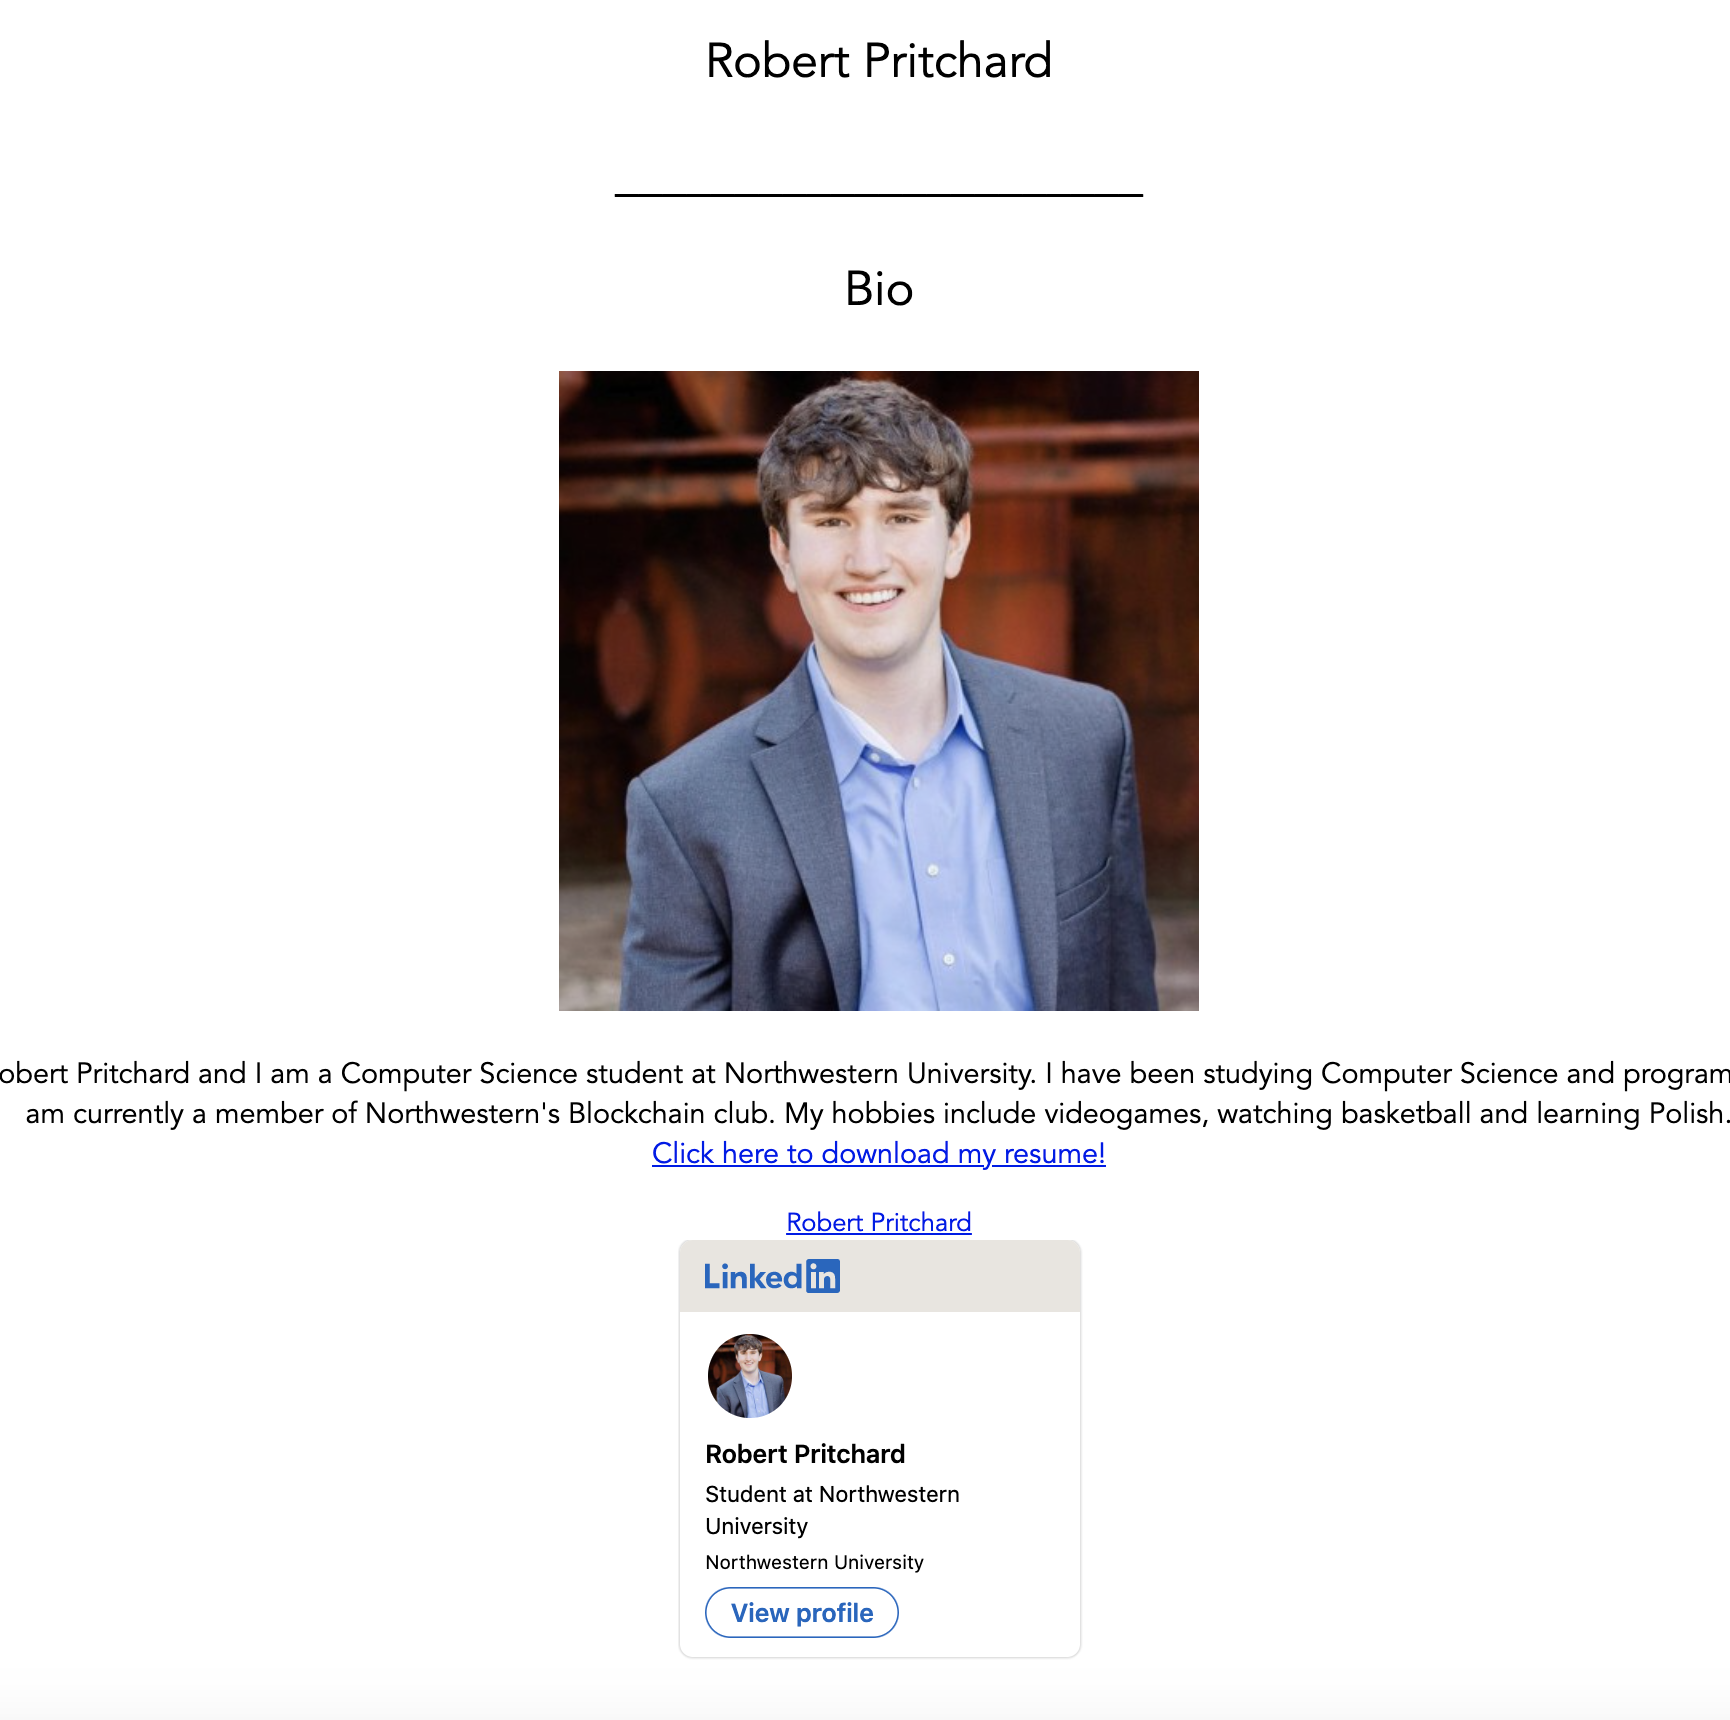 Robert Pritchard
Bio
obert Pritchard and I am a Computer Science student at Northwestern University. I have been studying Computer Science and program
am currently a member of Northwestern's Blockchain club. My hobbies include videogames, watching basketball and learning Polish.
Click here to download my resume!
Robert Pritchard
Linkedin
Robert Pritchard
Student at Northwestern
University
Northwestern University
View profile